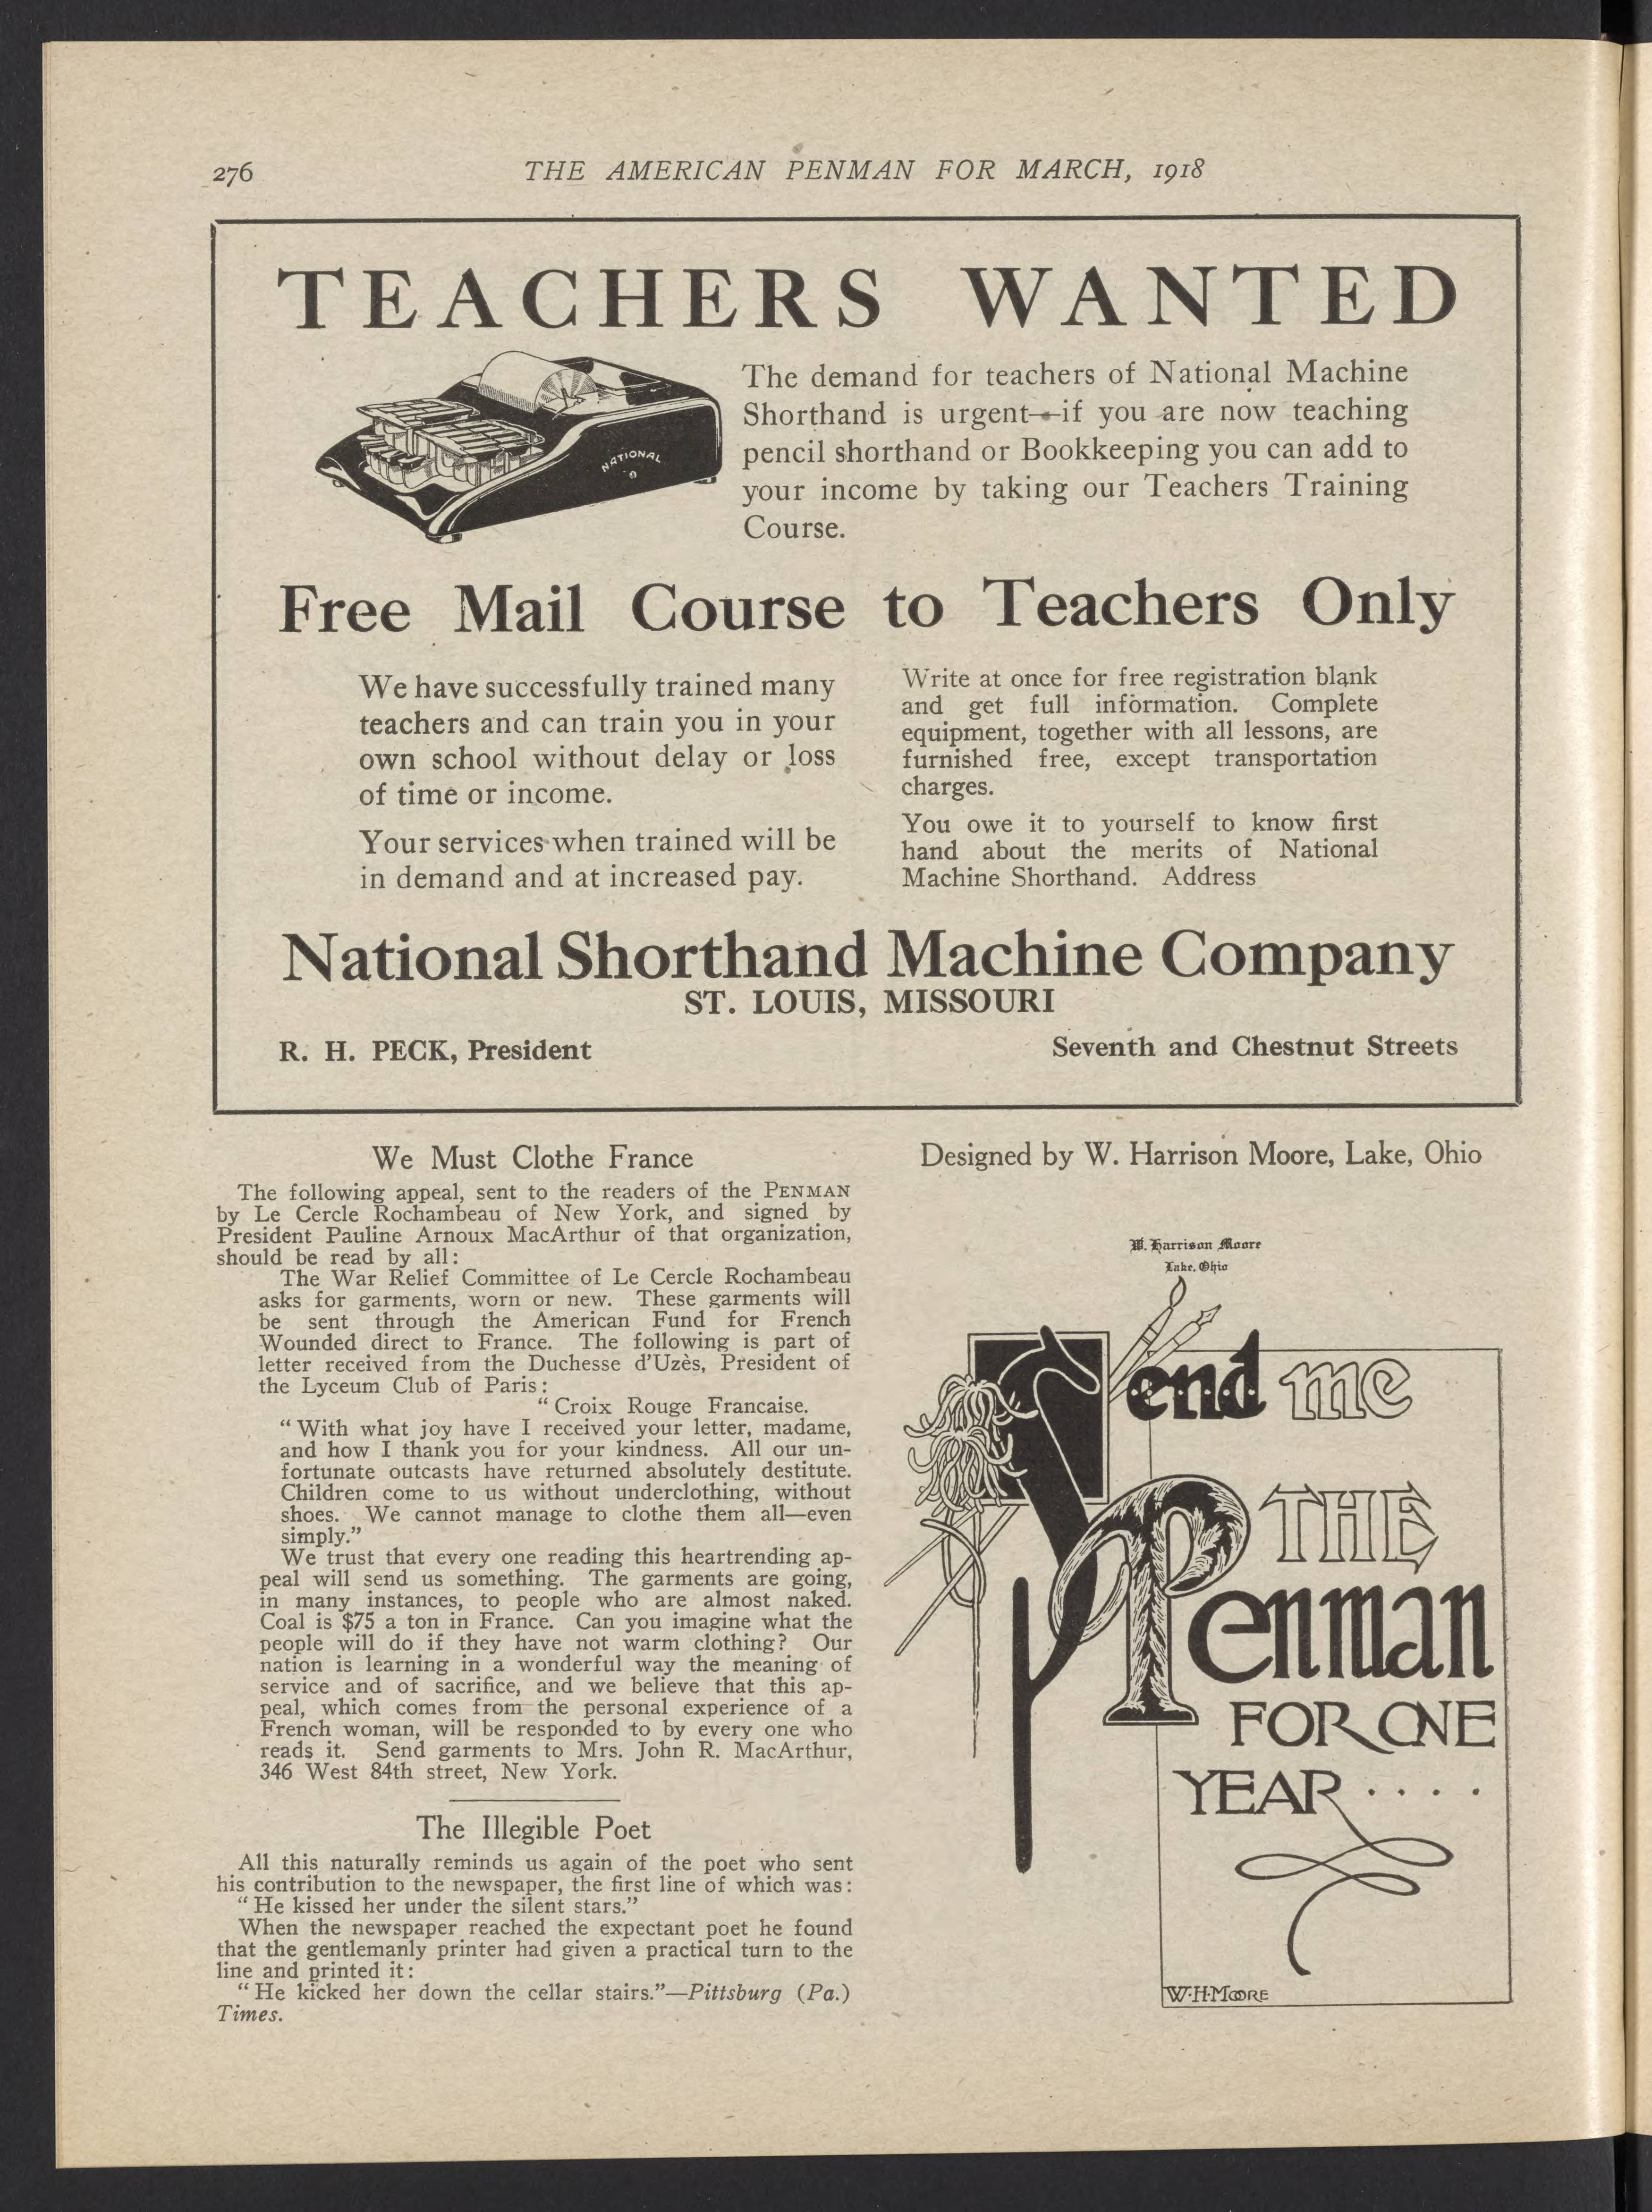 276
THE AMERICAN PENMAN FOR MARCH, 1918
TEACHERS WANTED
NATIONAL
The demand for teachers of National Machine
Shorthand is urgent—if you are now teaching
pencil shorthand or Bookkeeping you can add to
your income by taking our Teachers Training
Course.
Free Mail Course to Teachers Only
We have successfully trained many
teachers and can train you in your
own school without delay or loss
of time or income.
Your services when trained will be
in demand and at increased pay.
Write at once for free registration blank
and get full information. Complete
equipment, together with all lessons, are
furnished free, except transportation
charges.
You owe it to yourself to know first
hand about the merits of National
Machine Shorthand. Address
National Shorthand Machine Company
ST. LOUIS, MISSOURI
R. H. PECK, President
Seventh and Chestnut Streets
We Must Clothe France
The following appeal, sent to the readers of the PENMAN
by Le Cercle Rochambeau of New York, and signed by
President Pauline Arnoux MacArthur of that organization,
should be read by all:
The War Relief Committee of Le Cercle Rochambeau
asks for garments, worn or new. These garments will
be sent through the American Fund for French
Wounded direct to France. The following is part of
letter received from the Duchesse d'Uzès, President of
the Lyceum Club of Paris:
"Croix Rouge Francaise.
"With what joy have I received your letter, madame,
and how I thank you for your kindness. All our un-
fortunate outcasts have returned absolutely destitute.
Children come to us without underclothing, without
shoes. We cannot manage to clothe them all—even
simply."
We trust that every one reading this heartrending ap-
peal will send us something. The garments are going,
in many instances, to people who are almost naked.
Coal is $75 a ton in France. Can you imagine what the
people will do if they have not warm clothing? Our
nation is learning in a wonderful way the meaning of
service and of sacrifice, and we believe that this ap-
peal, which comes from the personal experience of a
French woman, will be responded to by every one who
reads it. Send garments to Mrs. John R. MacArthur,
346 West 84th street, New York.
The Illegible Poet
All this naturally reminds us again of the poet who sent
his contribution to the newspaper, the first line of which was:
"He kissed her under the silent stars."
When the newspaper reached the expectant poet he found
that the gentlemanly printer had given a practical turn to the
line and printed it:
"He kicked her down the cellar stairs."—Pittsburg (Pa.)
Times.
Designed by W. Harrison Moore, Lake, Ohio
W. Harrison Moore
Lake, Ohio
Send me
THE
Penman
FOR ONE
YEAR ....
W·H·MOORE